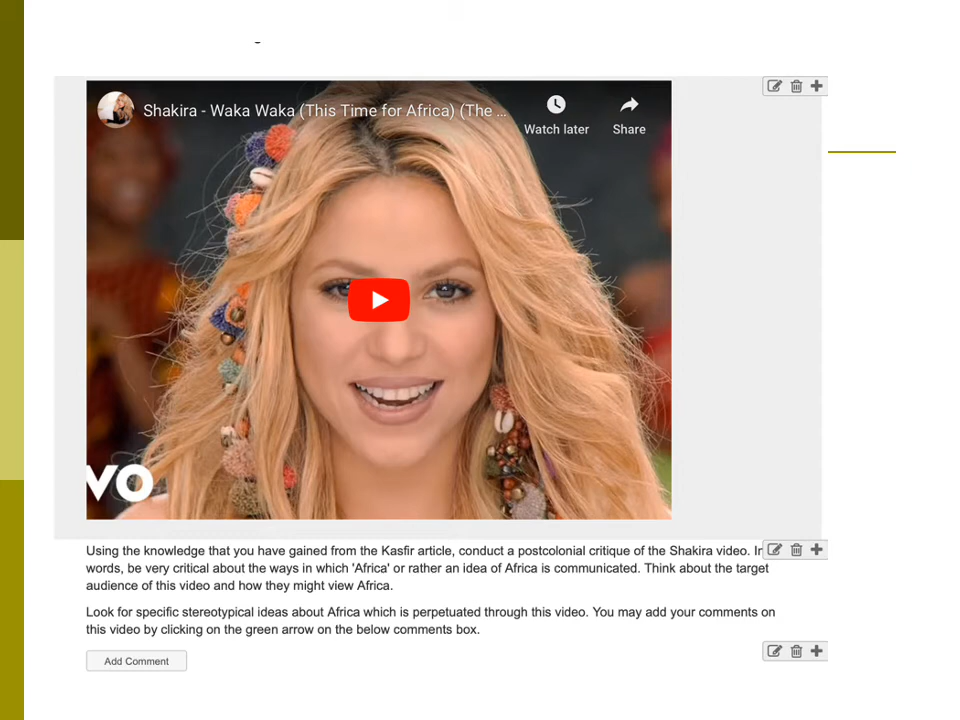 Shakira - Waka Waka (This Time for Africa) (The ...
Watch later
Share
vo
Using the knowledge that you have gained from the Kasfir article, conduct a postcolonial critique of the Shakira video. In
words, be very critical about the ways in which 'Africa' or rather an idea of Africa is communicated. Think about the target
audience of this video and how they might view Africa.
Look for specific stereotypical ideas about Africa which is perpetuated through this video. You may add your comments on
this video by clicking on the green arrow on the below comments box.
Add Comment